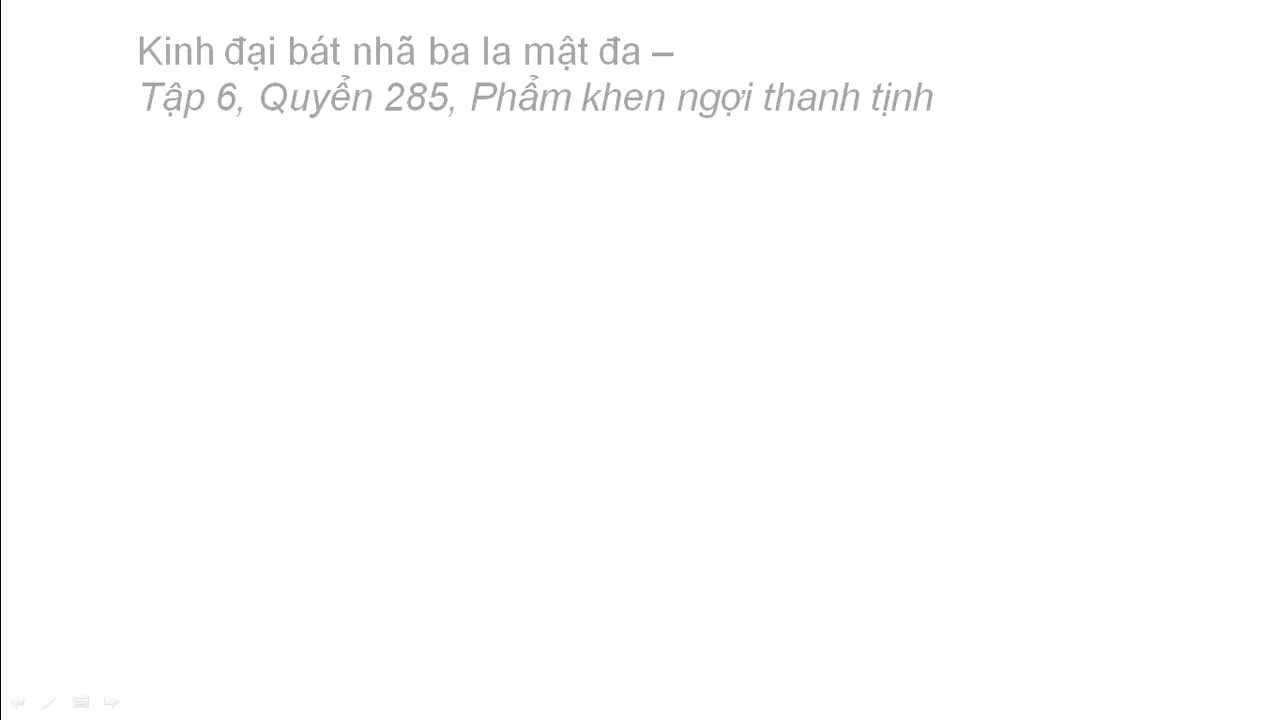 Kinh đại bát nhã ba la mật đa –
Tập 6, Quyển 285, Phẩm khen ngợi thanh tịnh